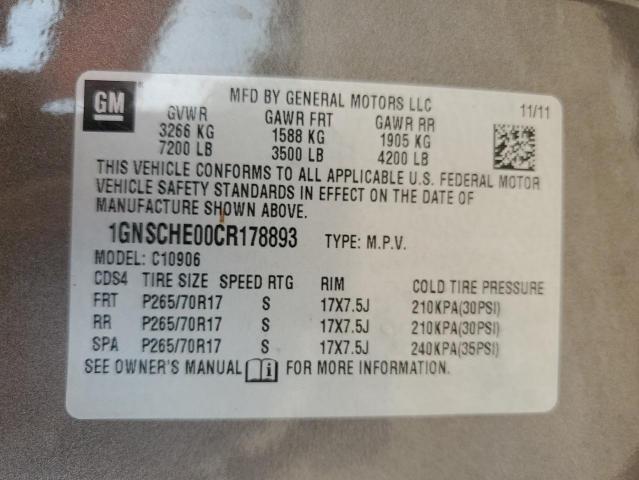 GM
MFD BY GENERAL MOTORS LLC 11/11
GVWR GAWR FRT GAWR RR
3266 KG 1588 KG 1905 KG
7200 LB 3500 LB 4200 LB
THIS VEHICLE CONFORMS TO ALL APPLICABLE U.S. FEDERAL MOTOR
VEHICLE SAFETY STANDARDS IN EFFECT ON THE DATE OF
MANUFACTURE SHOWN ABOVE.
1GNSCHE00CR178893 TYPE: M.P.V.
MODEL: C10906
CDS4 TIRE SIZE SPEED RTG RIM COLD TIRE PRESSURE
FRT P265/70R17 S 17X7.5J 210KPA(30PSI)
RR P265/70R17 S 17X7.5J 210KPA(30PSI)
SPA P265/70R17 S 17X7.5J 240KPA(35PSI)
SEE OWNER'S MANUAL i FOR MORE INFORMATION.